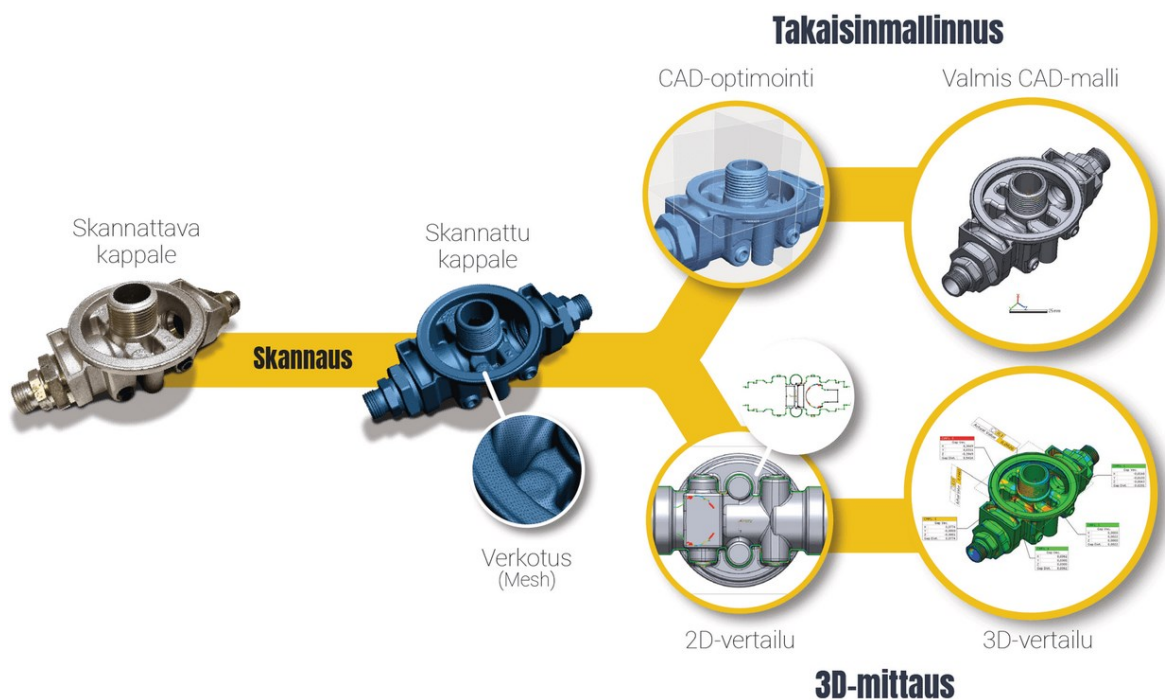 Takaisinmallinnus
CAD-optimointi
Valmis CAD-malli
Skannattava
kappale
Skannattu
kappale
Skannaus
Verkotus
(Mesh)
2D-vertailu
3D-vertailu
3D-mittaus